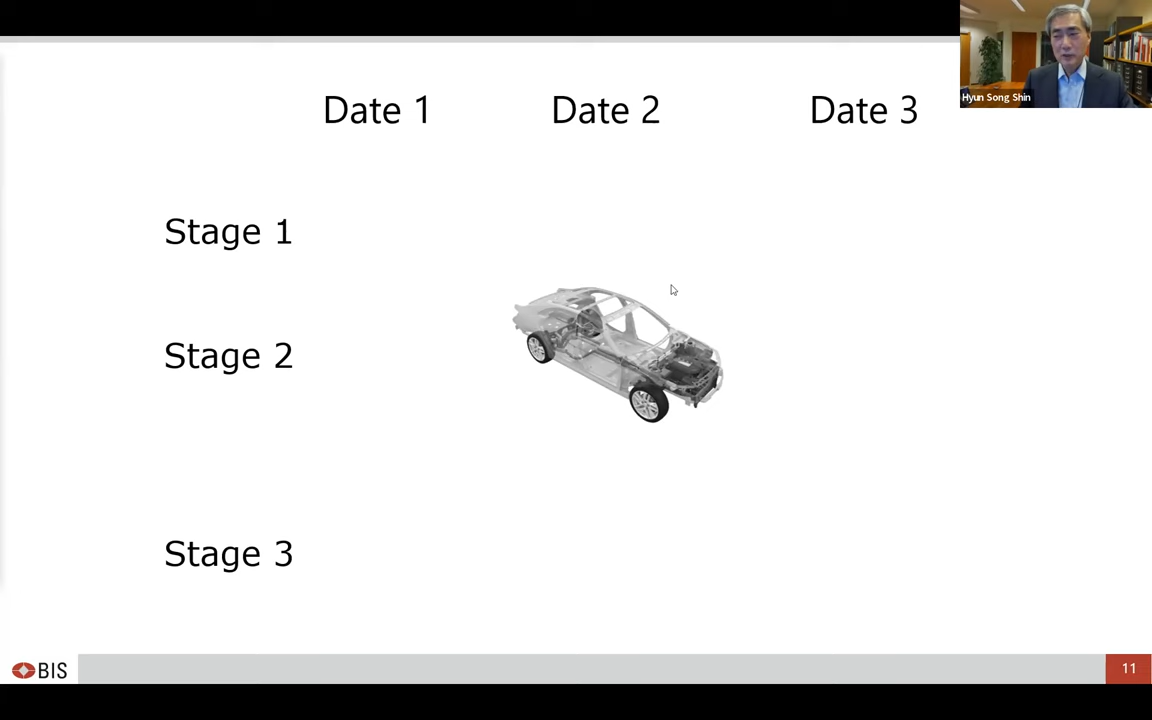 Hyun Song Shin
Date 1 Date 2 Date 3
Stage 1
Stage 2
Stage 3
BIS
11